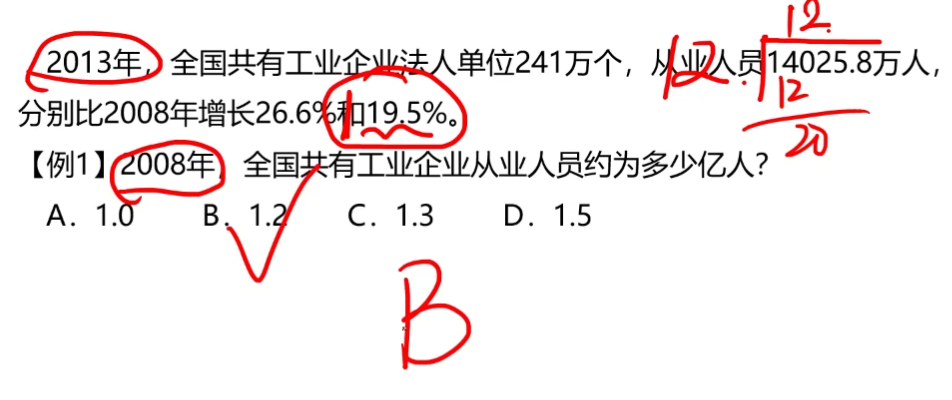 2013年，全国共有工业企业法人单位241万个，从业人员14025.8万人，
分别比2008年增长26.6%和19.5%。
【例1】2008年，全国共有工业企业从业人员约为多少亿人？
A．1.0 B．1.2 C．1.3 D．1.5
12
12
12
20
1
B